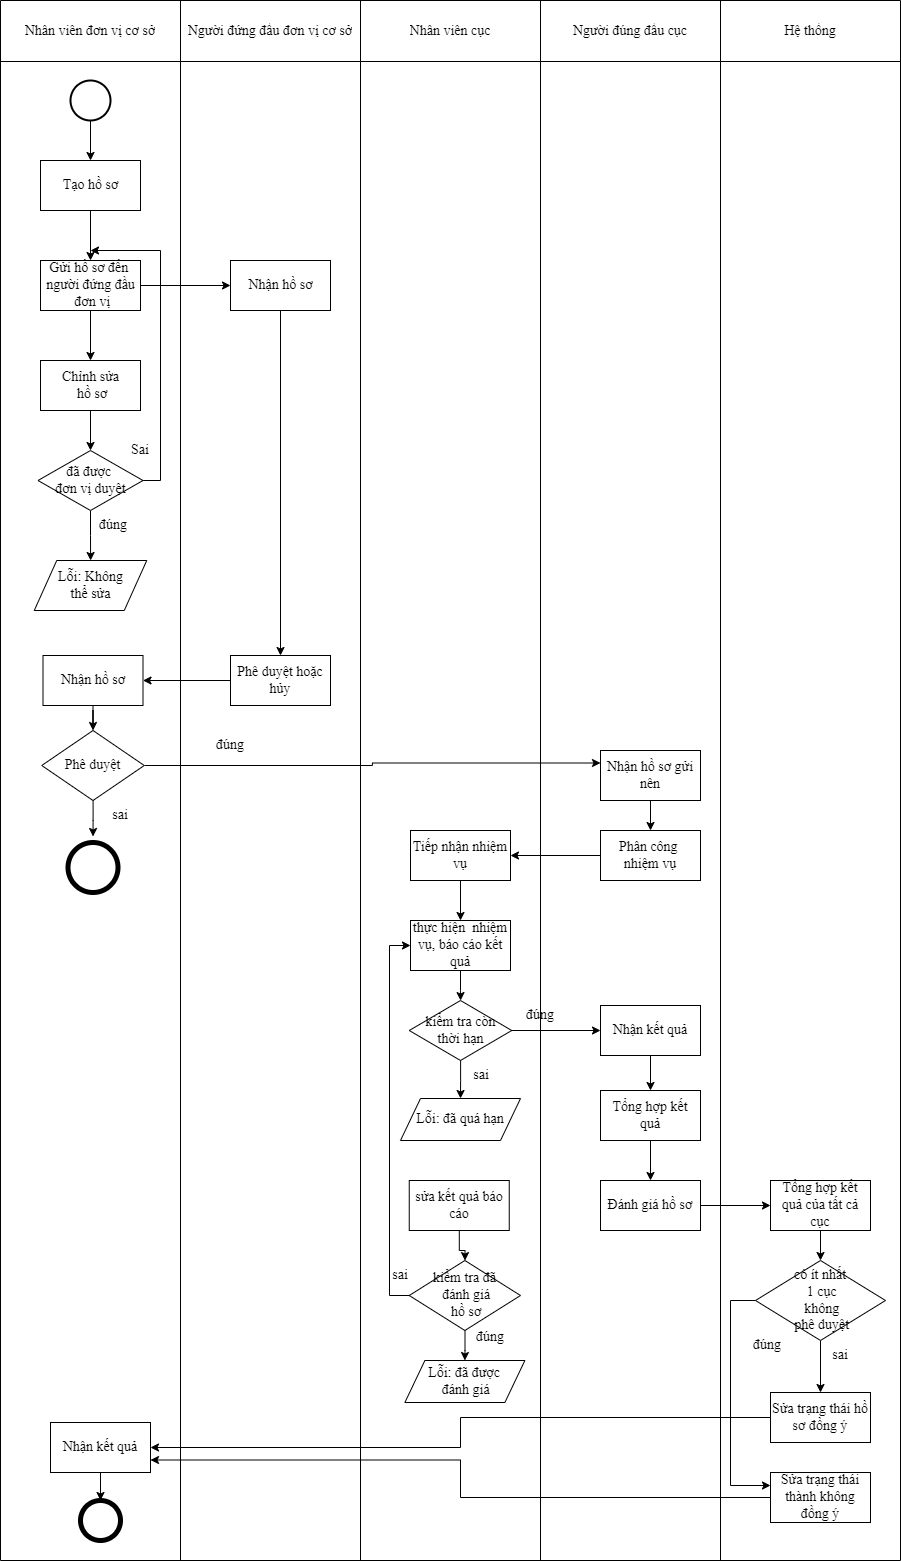 Nhân viên đơn vị cơ sở
Người đứng đấu đơn vị cơ sở
Nhân viên cục
Người đúng đấu cục
Hệ thống
Tạo hồ sơ
Gửi hồ sơ đến
người đứng đầu
đơn vị
Nhận hồ sơ
Chỉnh sửa
hồ sơ
Sai
đã được
đơn vị duyệt
đúng
Lỗi: Không
thể sửa
Nhận hồ sơ
Phê duyệt hoặc
hủy
đúng
Phê duyệt
Nhận hồ sơ gửi
nên
sai
Tiếp nhận nhiệm
vụ
Phân công
nhiệm vụ
thực hiện nhiệm
vụ, báo cáo kết
quả
đúng
kiểm tra còn
thời hạn
Nhận kết quả
sai
Lỗi: đã quá hạn
Tổng hợp kết
quả
sửa kết quả báo
cáo
Đánh giá hồ sơ
Tổng hợp kết
quả của tất cả
cục
sai
kiểm tra đã
đánh giá
hồ sơ
có ít nhất
1 cục
không
phê duyệt
đúng
đúng
sai
Lỗi: đã được
đánh giá
Sửa trạng thái hồ
sơ đồng ý
Nhận kết quả
Sửa trạng thái
thành không
đồng ý